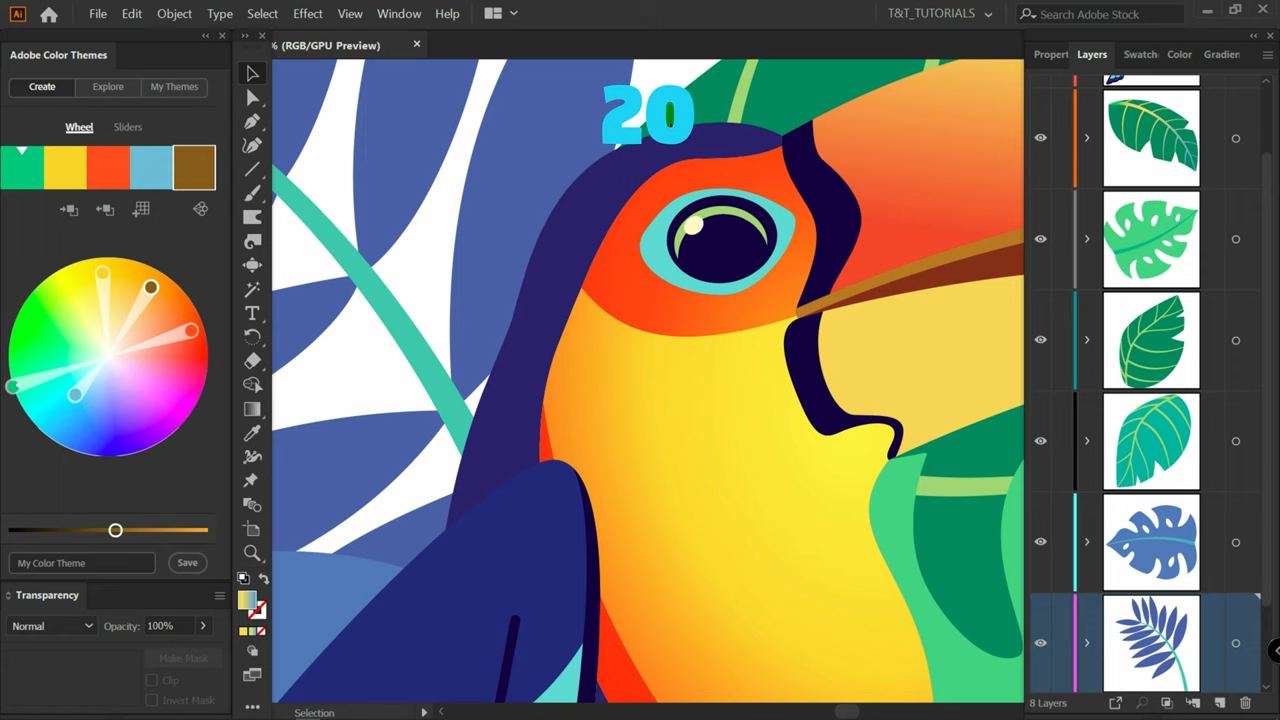 Ai File Edit Object Type Select Effect View Window Help T&T_TUTORIALS Search Adobe Stock
Adobe Color Themes
% (RGB/GPU Preview)
Propert Layers Swatch Color Gradien
Create Explore My Themes
Wheel Sliders
20
T
My Color Theme Save
Transparency
Normal Opacity: 100%
Make Mask
Clip
Invert Mask
Selection
8 Layers